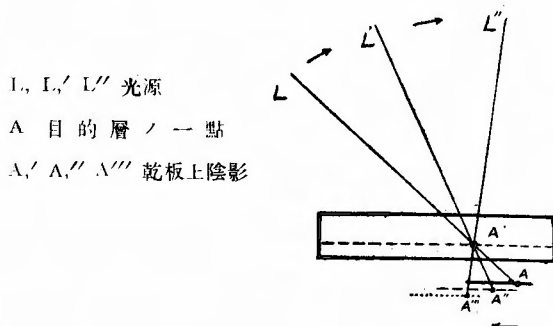 L, L,′ L″ 光源
A 目的層ノ一點
A,′ A,″ A‴ 乾板上陰影
L L′ L″
A′
A
A‴ A″